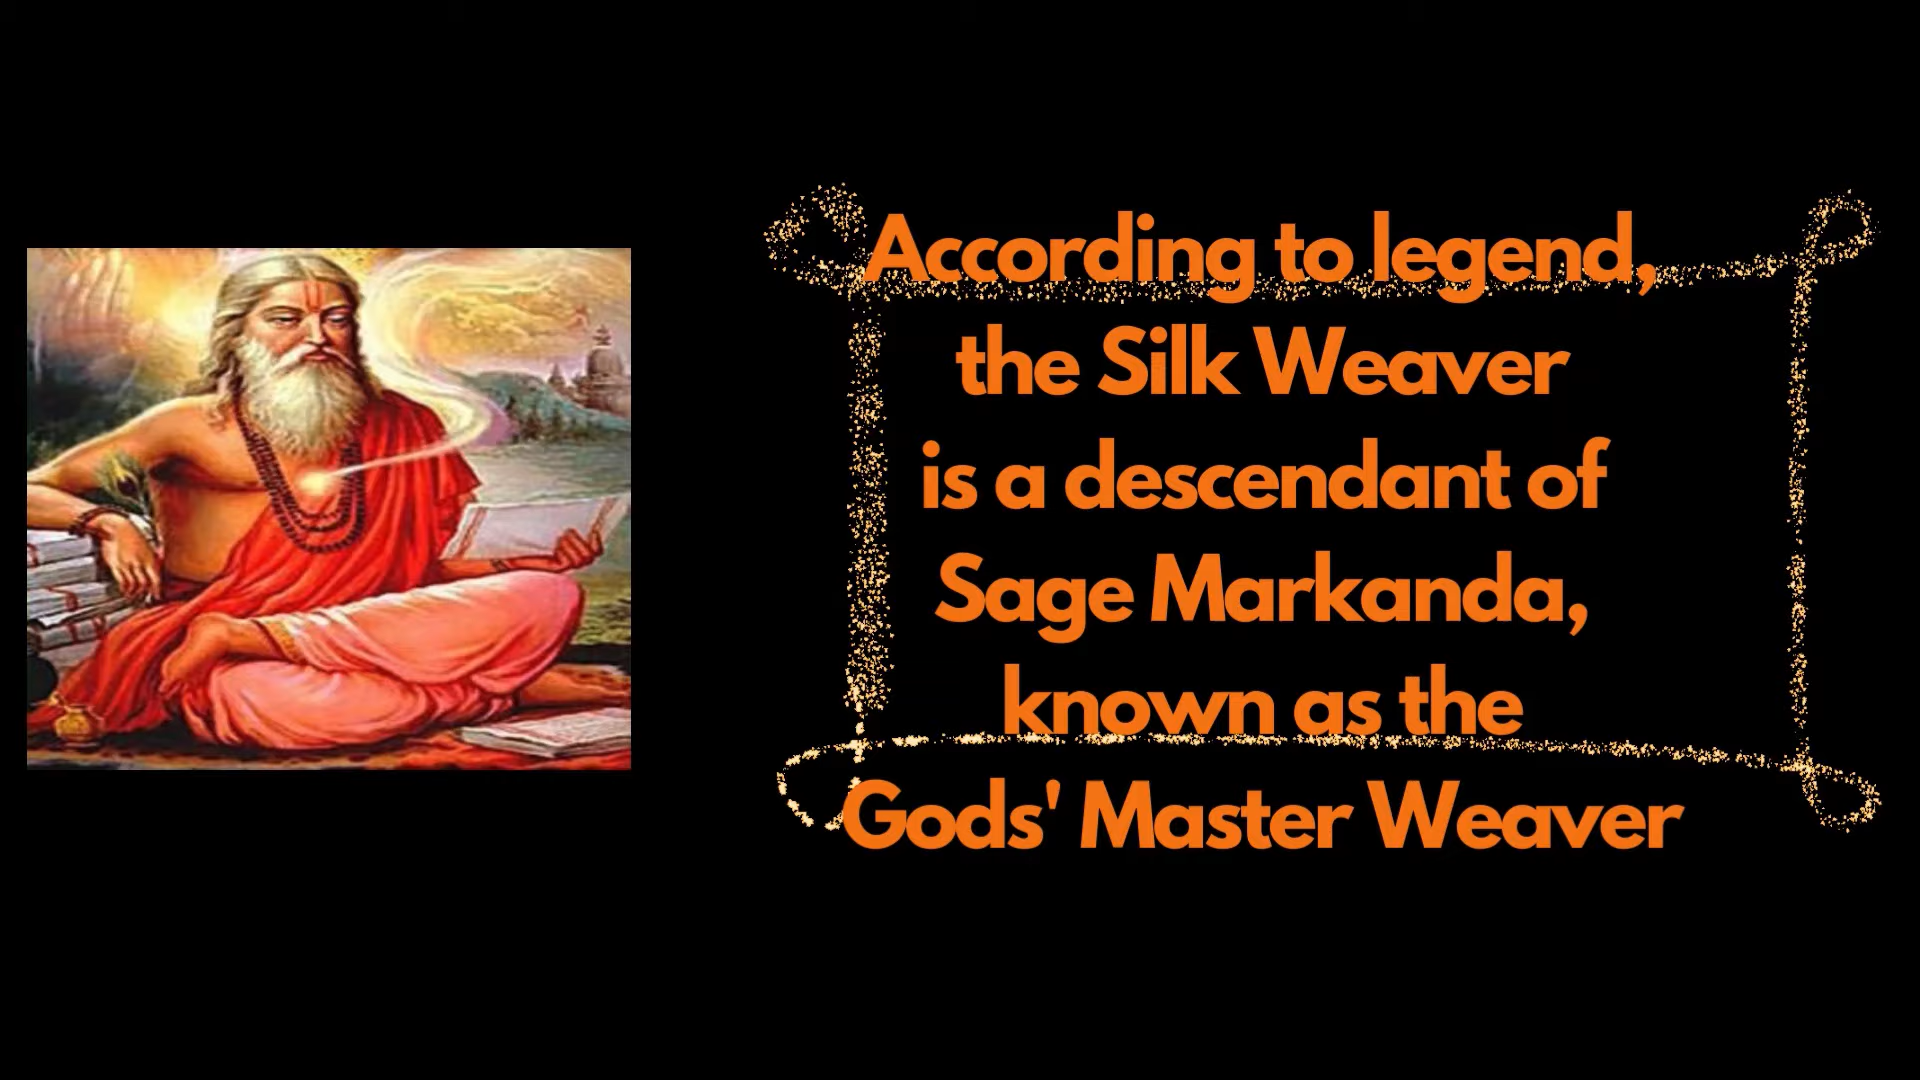 According to legend,
the Silk Weaver
is a descendant of
Sage Markanda,
known as the
Gods' Master Weaver